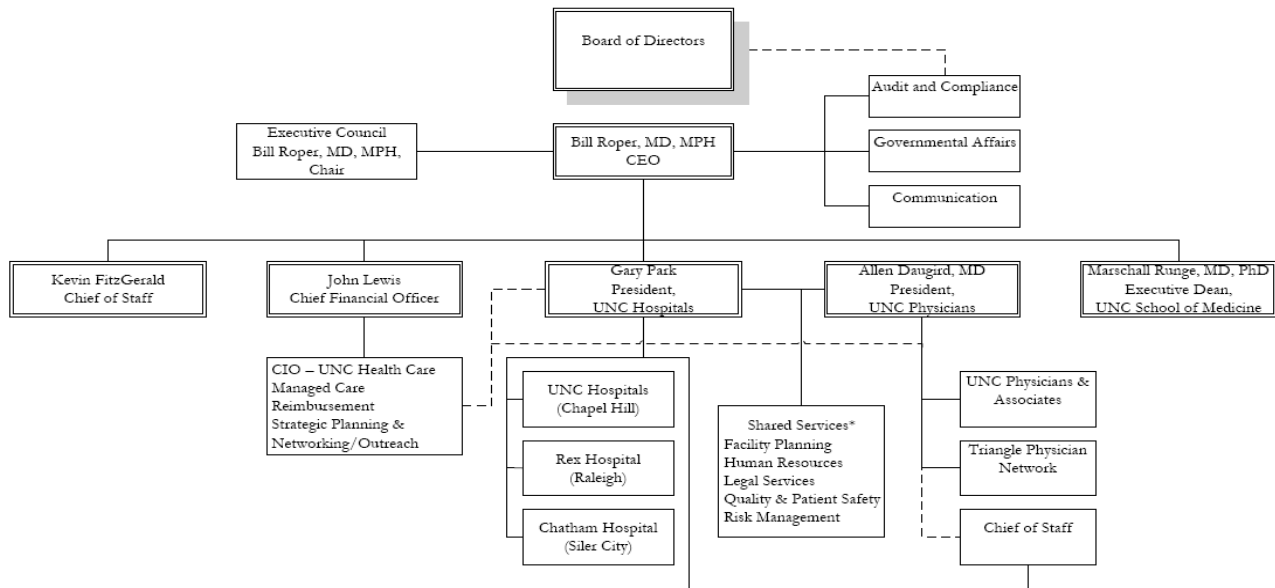 Board of Directors
Audit and Compliance
Executive Council
Bill Roper, MD, MPH,
Chair
Bill Roper, MD, MPH
CEO
Governmental Affairs
Communication
Kevin FitzGerald
Chief of Staff
John Lewis
Chief Financial Officer
Gary Park
President,
UNC Hospitals
Allen Daugird, MD
President,
UNC Physicians
Marschall Runge, MD, PhD
Executive Dean,
UNC School of Medicine
CIO – UNC Health Care
Managed Care
Reimbursement
Strategic Planning &
Networking/Outreach
UNC Hospitals
(Chapel Hill)
Rex Hospital
(Raleigh)
Chatham Hospital
(Siler City)
Shared Services*
Facility Planning
Human Resources
Legal Services
Quality & Patient Safety
Risk Management
UNC Physicians &
Associates
Triangle Physician
Network
Chief of Staff